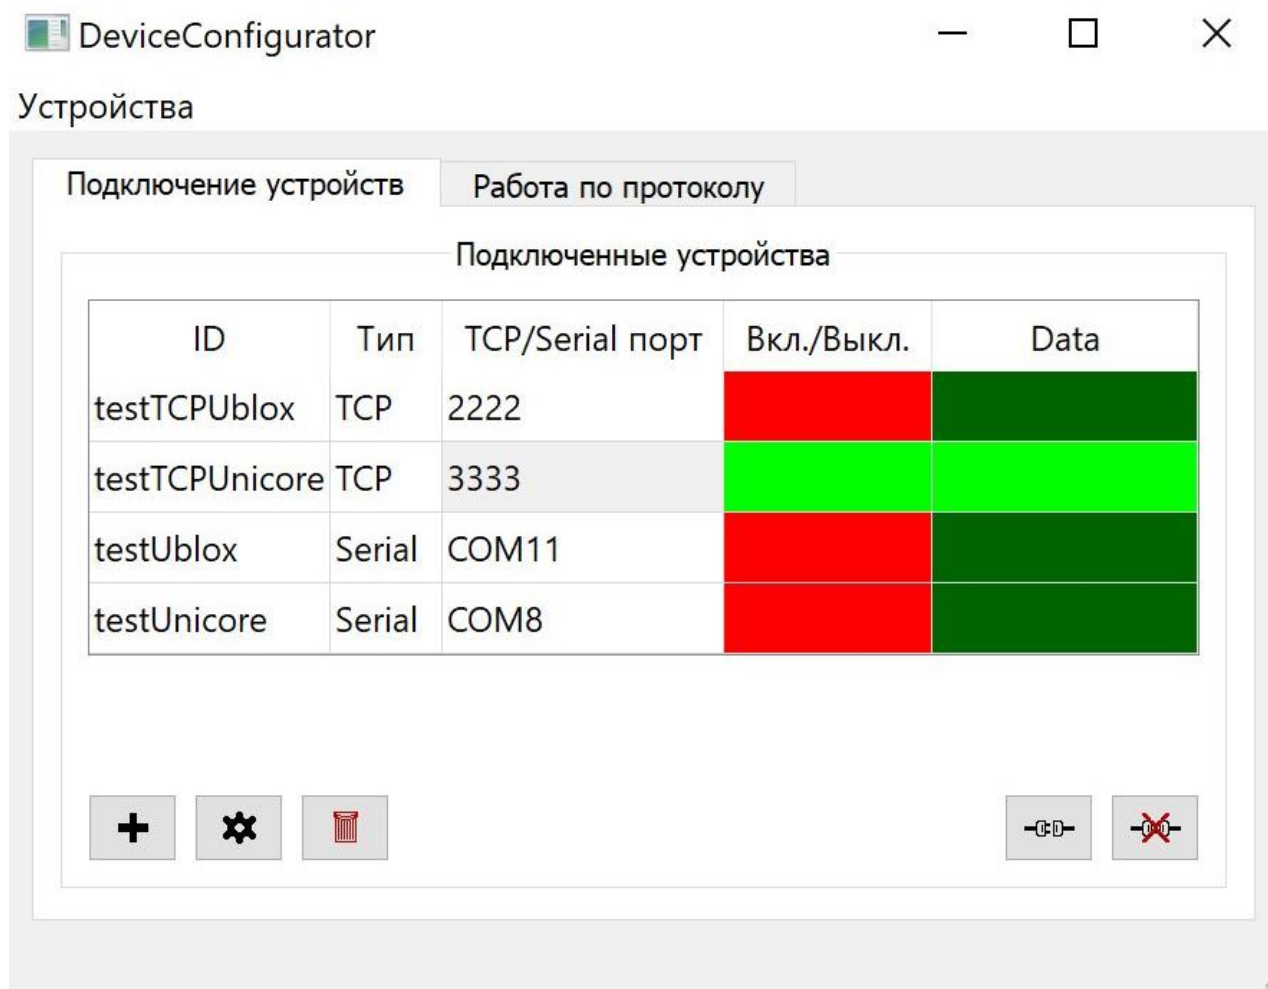 DeviceConfigurator
Устройства
Подключение устройств Работа по протоколу
Подключенные устройства
ID Тип TCP/Serial порт Вкл./Выкл. Data
testTCPUblox TCP 2222
testTCPUnicore TCP 3333
testUblox Serial COM11
testUnicore Serial COM8